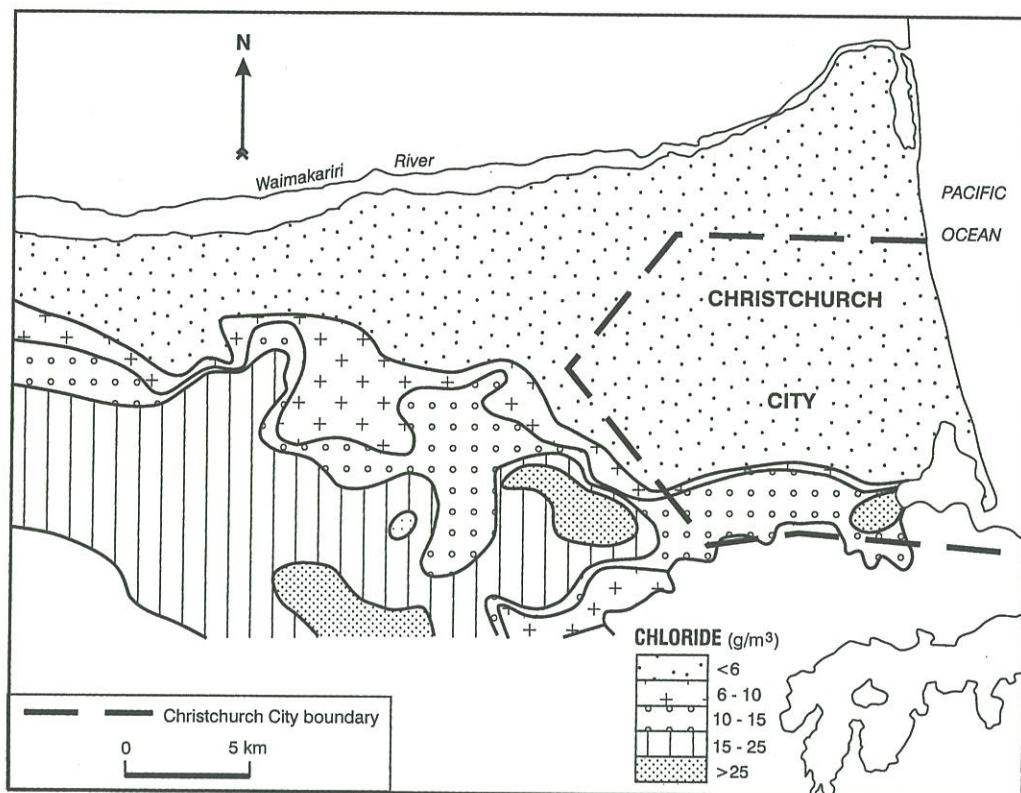 N
Waimakariri River
PACIFIC
OCEAN
CHRISTCHURCH
CITY
CHLORIDE (g/m³)
<6
6 - 10
10 - 15
15 - 25
>25
Christchurch City boundary
0 5 km